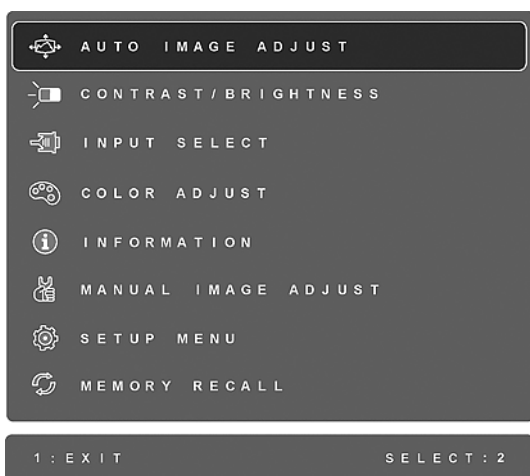 AUTO IMAGE ADJUST
CONTRAST/BRIGHTNESS
INPUT SELECT
COLOR ADJUST
INFORMATION
MANUAL IMAGE ADJUST
SETUP MENU
MEMORY RECALL
1:EXIT SELECT:2